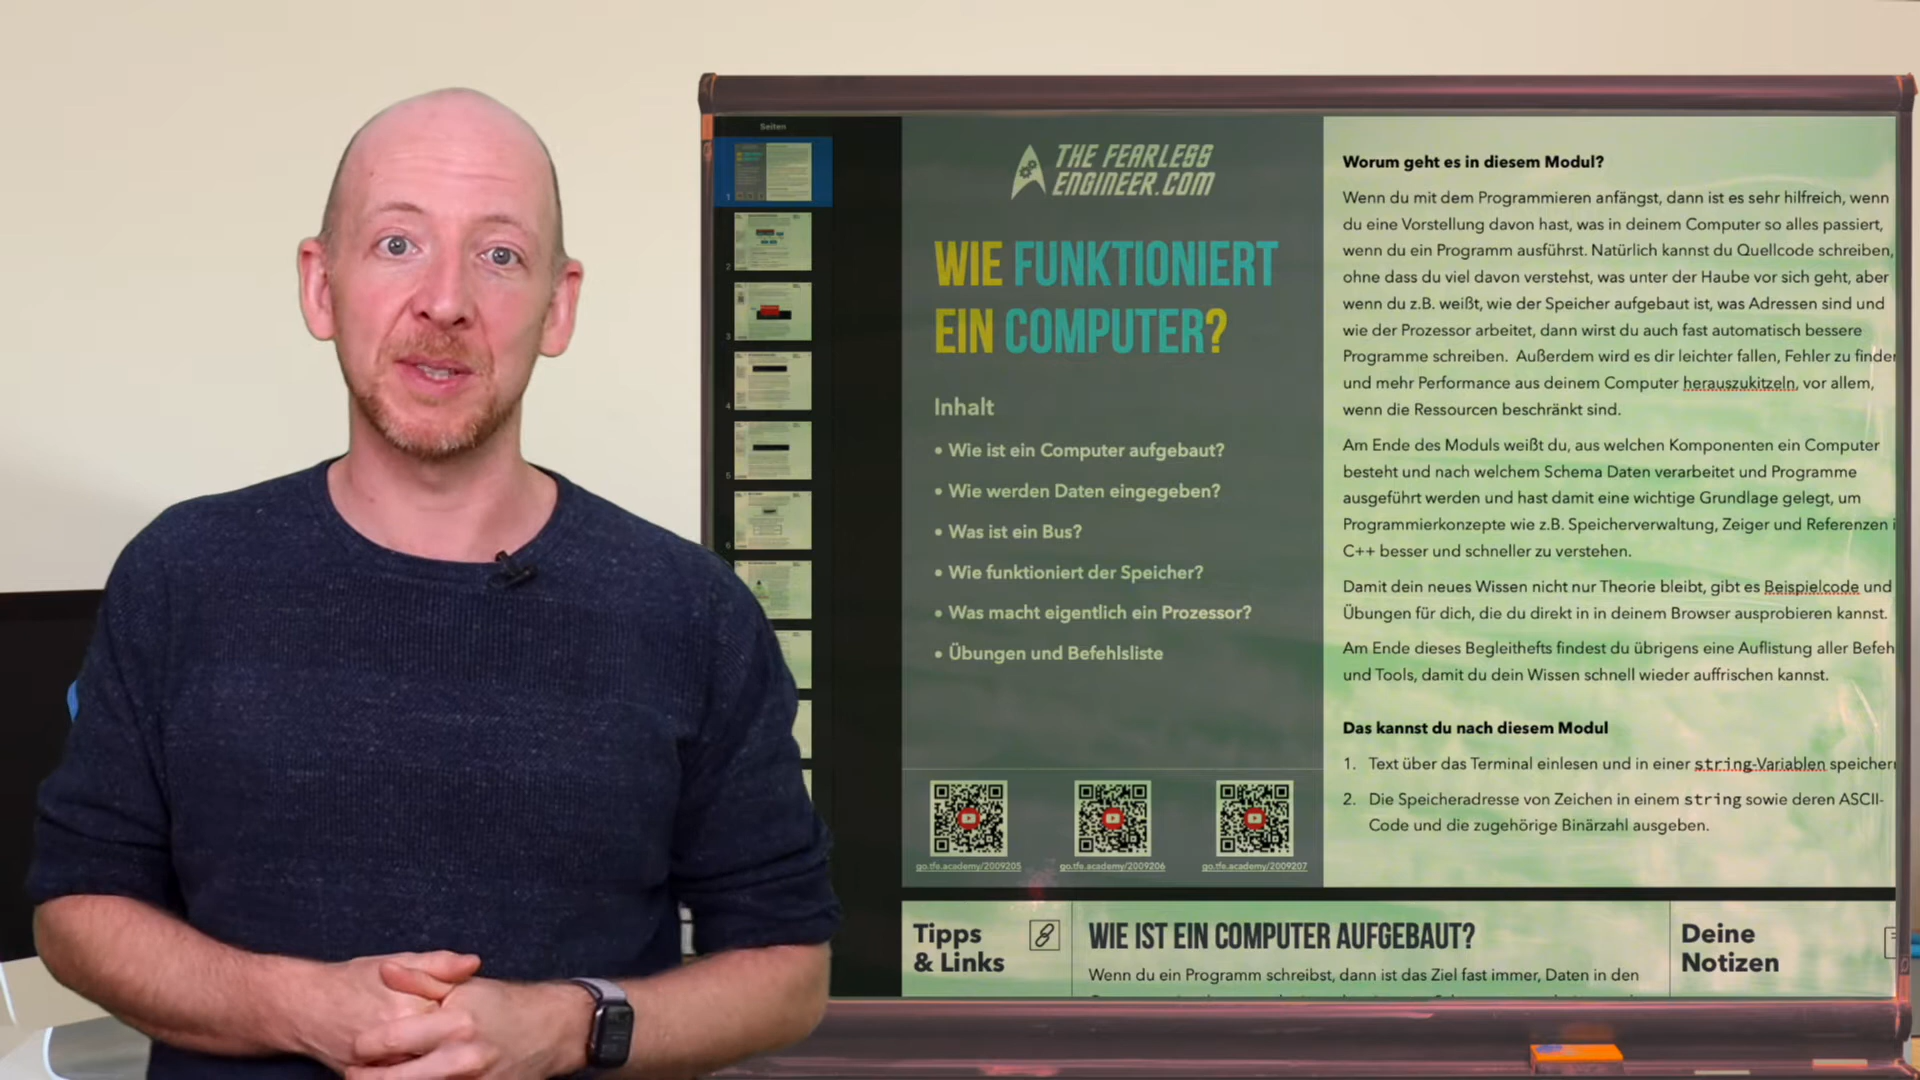 Seiten
1
2
3
4
5
6
THE FEARLESS
ENGINEER.COM
WIE FUNKTIONIERT
EIN COMPUTER?
Inhalt
• Wie ist ein Computer aufgebaut?
• Wie werden Daten eingegeben?
• Was ist ein Bus?
• Wie funktioniert der Speicher?
• Was macht eigentlich ein Prozessor?
• Übungen und Befehlsliste
go.tfe.academy/2009205
go.tfe.academy/2009206
go.tfe.academy/2009207
Worum geht es in diesem Modul?
Wenn du mit dem Programmieren anfängst, dann ist es sehr hilfreich, wenn
du eine Vorstellung davon hast, was in deinem Computer so alles passiert,
wenn du ein Programm ausführst. Natürlich kannst du Quellcode schreiben,
ohne dass du viel davon verstehst, was unter der Haube vor sich geht, aber
wenn du z.B. weißt, wie der Speicher aufgebaut ist, was Adressen sind und
wie der Prozessor arbeitet, dann wirst du auch fast automatisch bessere
Programme schreiben. Außerdem wird es dir leichter fallen, Fehler zu finden
und mehr Performance aus deinem Computer herauszukitzeln, vor allem,
wenn die Ressourcen beschränkt sind.
Am Ende des Moduls weißt du, aus welchen Komponenten ein Computer
besteht und nach welchem Schema Daten verarbeitet und Programme
ausgeführt werden und hast damit eine wichtige Grundlage gelegt, um
Programmierkonzepte wie z.B. Speicherverwaltung, Zeiger und Referenzen i
C++ besser und schneller zu verstehen.
Damit dein neues Wissen nicht nur Theorie bleibt, gibt es Beispielcode und
Übungen für dich, die du direkt in in deinem Browser ausprobieren kannst.
Am Ende dieses Begleithefts findest du übrigens eine Auflistung aller Befeh
und Tools, damit du dein Wissen schnell wieder auffrischen kannst.
Das kannst du nach diesem Modul
1. Text über das Terminal einlesen und in einer string-Variablen speichern
2. Die Speicheradresse von Zeichen in einem string sowie deren ASCII-
Code und die zugehörige Binärzahl ausgeben.
Tipps
& Links
WIE IST EIN COMPUTER AUFGEBAUT?
Wenn du ein Programm schreibst, dann ist das Ziel fast immer, Daten in den
Deine
Notizen